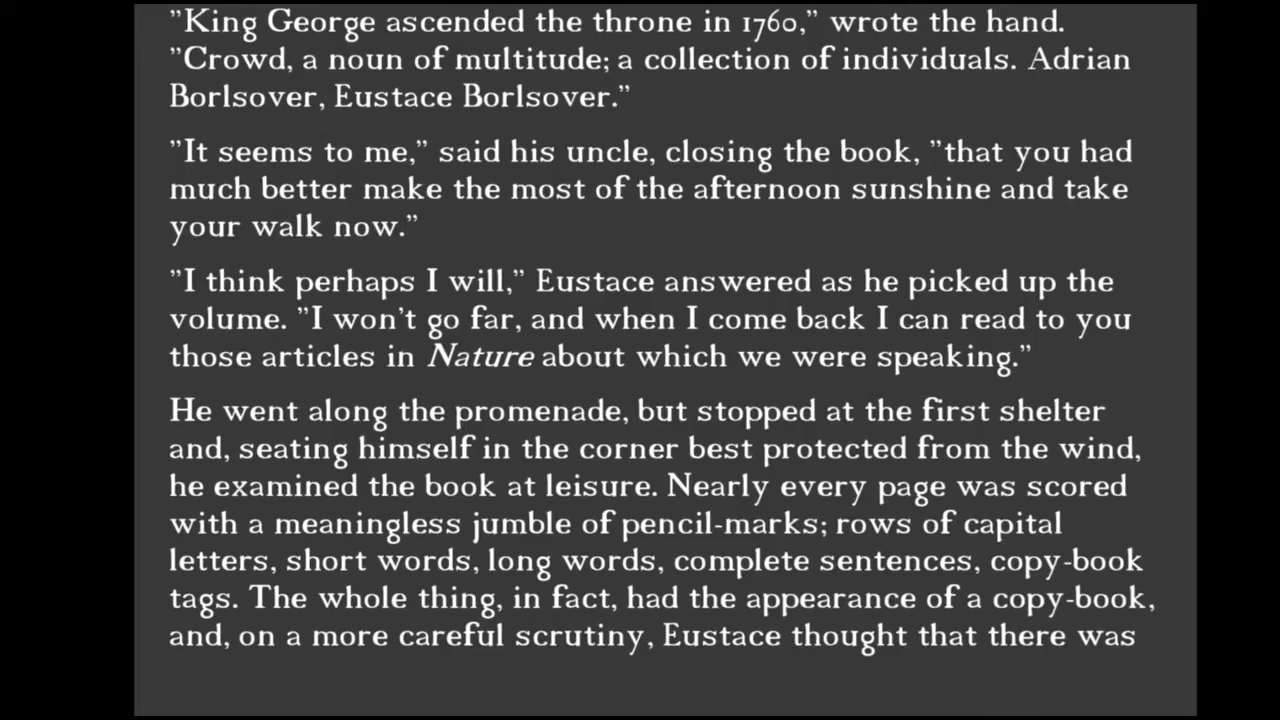 ”King George ascended the throne in 1760,” wrote the hand.
”Crowd, a noun of multitude; a collection of individuals. Adrian
Borlsover, Eustace Borlsover.”
”It seems to me,” said his uncle, closing the book, ”that you had
much better make the most of the afternoon sunshine and take
your walk now.”
”I think perhaps I will,” Eustace answered as he picked up the
volume. ”I won’t go far, and when I come back I can read to you
those articles in Nature about which we were speaking.”
He went along the promenade, but stopped at the first shelter
and, seating himself in the corner best protected from the wind,
he examined the book at leisure. Nearly every page was scored
with a meaningless jumble of pencil-marks; rows of capital
letters, short words, long words, complete sentences, copy-book
tags. The whole thing, in fact, had the appearance of a copy-book,
and, on a more careful scrutiny, Eustace thought that there was